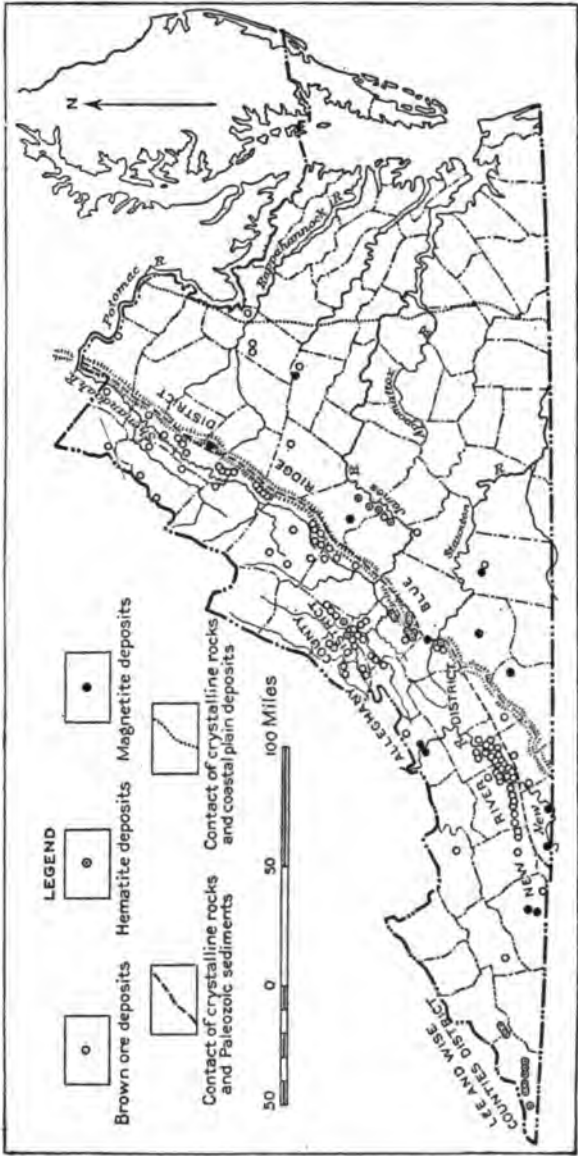 LEGEND
Brown ore deposits
Hematite deposits
Magnetite deposits
Contact of crystalline rocks
and Paleozoic sediments
Contact of crystalline rocks
and coastal plain deposits
50
0
50
100 Miles
N
Potomac
R
Shenandoah R
Rappahannock R
DISTRICT
RIDGE
BLUE
James
R
Appomattox
R
Staunton
R
ALLEGHANY
COUNTY
DISTRICT
NEW
RIVER
DISTRICT
New
R
LEE AND WISE
COUNTIES DISTRICT